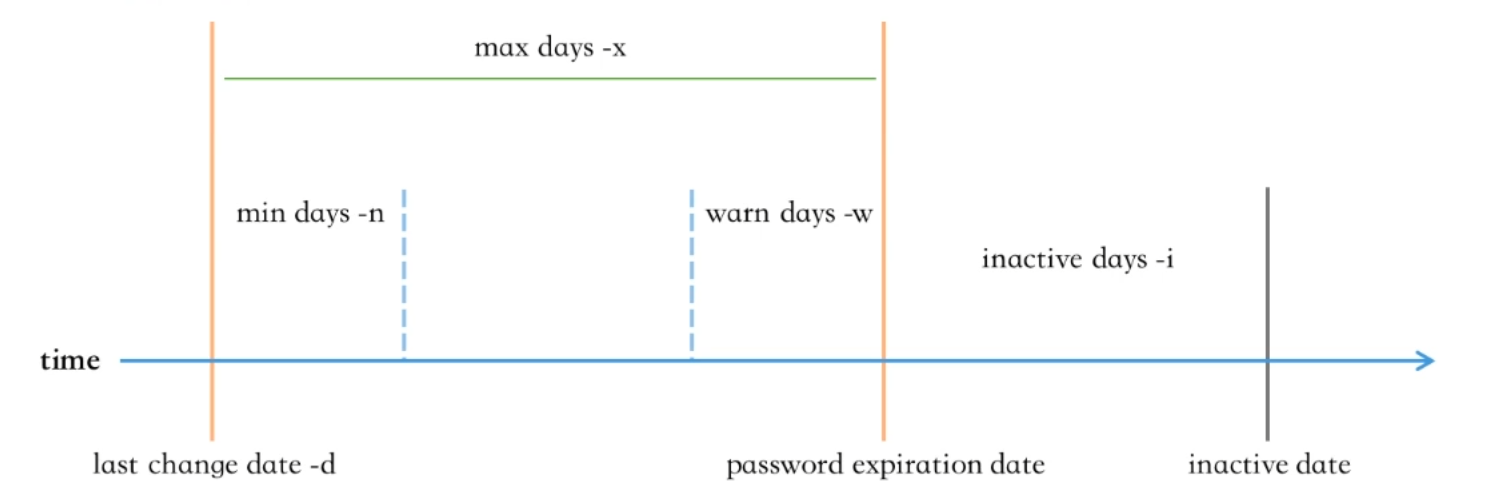 max days -x
min days -n
warn days -w
inactive days -i
time
last change date -d
password expiration date
inactive date